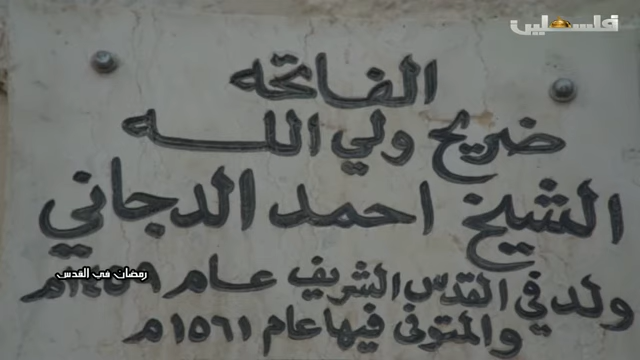 فلسطين
الفاتحه
ضريح ولي الله
الشيخ احمد الدجاني
رمضان في القدس
ولد في القدس الشريف عام ١٤٥٩م
والمتوفى فيها عام ١٥٦١م